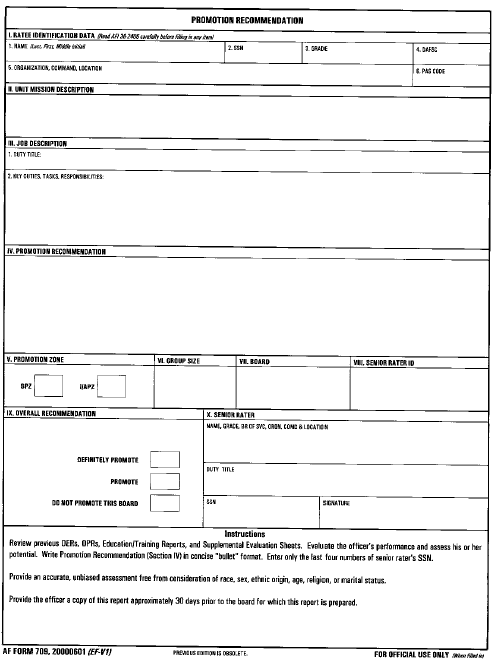 PROMOTION RECOMMENDATION
I. RATEE IDENTIFICATION DATA (Read AFI 36-2406 carefully before filling in any item)
1. NAME (Last, First, Middle Initial)
2. SSN
3. GRADE
4. DAFSC
5. ORGANIZATION, COMMAND, LOCATION
6. PAS CODE
II. UNIT MISSION DESCRIPTION
III. JOB DESCRIPTION
1. DUTY TITLE:
2. KEY DUTIES, TASKS, RESPONSIBILITIES:
IV. PROMOTION RECOMMENDATION
V. PROMOTION ZONE
VI. GROUP SIZE
VII. BOARD
VIII. SENIOR RATER ID
BPZ
I/APZ
IX. OVERALL RECOMMENDATION
X. SENIOR RATER
NAME, GRADE, BR OF SVC, ORGN, COMD & LOCATION
DEFINITELY PROMOTE
DUTY TITLE
PROMOTE
DO NOT PROMOTE THIS BOARD
SSN
SIGNATURE
Instructions
Review previous OERs, OPRs, Education/Training Reports, and Supplemental Evaluation Sheets. Evaluate the officer's performance and assess his or her
potential. Write Promotion Recommendation (Section IV) in concise "bullet" format. Enter only the last four numbers of senior rater's SSN.
Provide an accurate, unbiased assessment free from consideration of race, sex, ethnic origin, age, religion, or marital status.
Provide the officer a copy of this report approximately 30 days prior to the board for which this report is prepared.
AF FORM 709, 20000601 (EF-V1)
PREVIOUS EDITION IS OBSOLETE.
FOR OFFICIAL USE ONLY (When filled in)